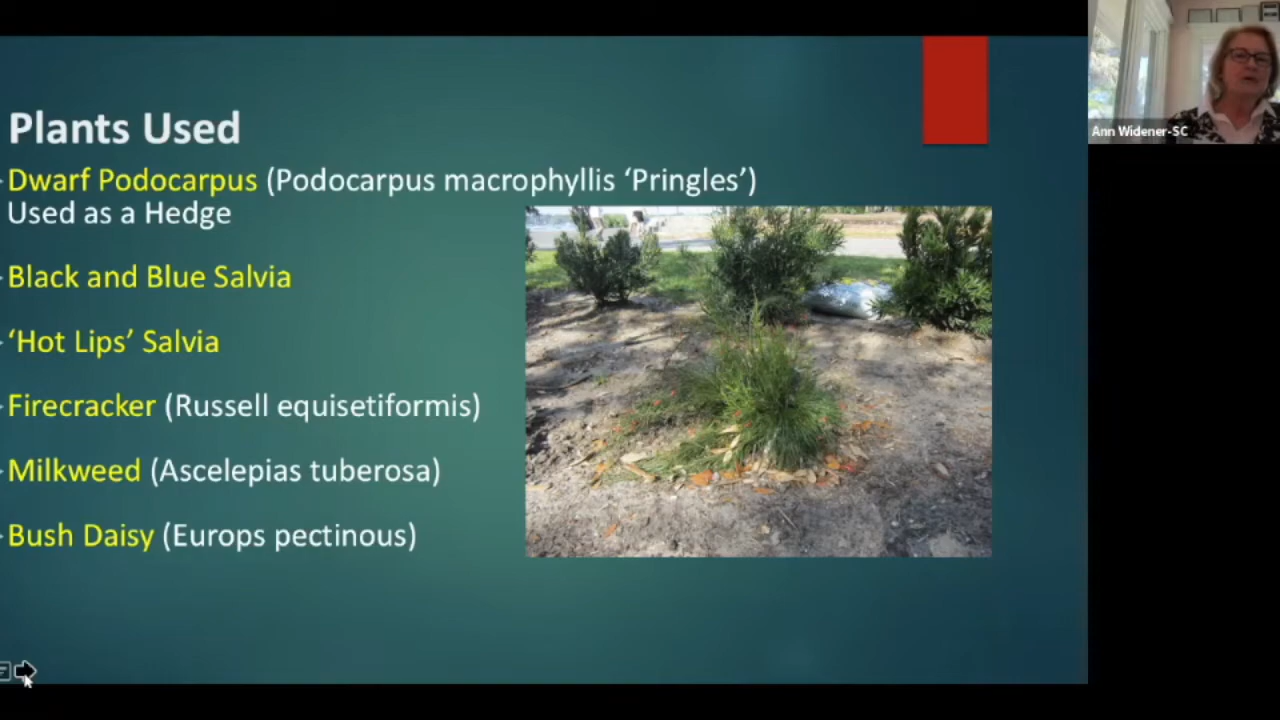 Plants Used
Dwarf Podocarpus (Podocarpus macrophyllis ‘Pringles’)
Used as a Hedge
Black and Blue Salvia
‘Hot Lips’ Salvia
Firecracker (Russell equisetiformis)
Milkweed (Ascelepias tuberosa)
Bush Daisy (Europs pectinous)
Ann Widener-SC